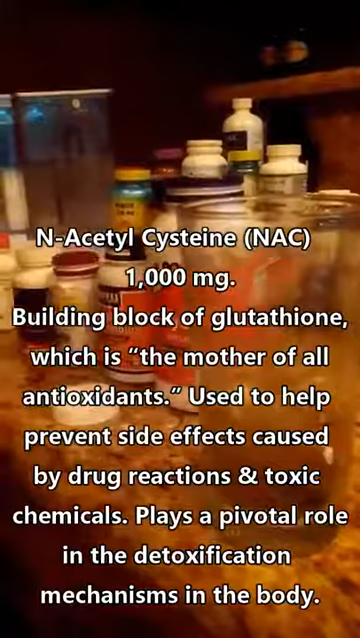 N-Acetyl Cysteine (NAC)
1,000 mg.
Building block of glutathione,
which is “the mother of all
antioxidants.” Used to help
prevent side effects caused
by drug reactions & toxic
chemicals. Plays a pivotal role
in the detoxification
mechanisms in the body.